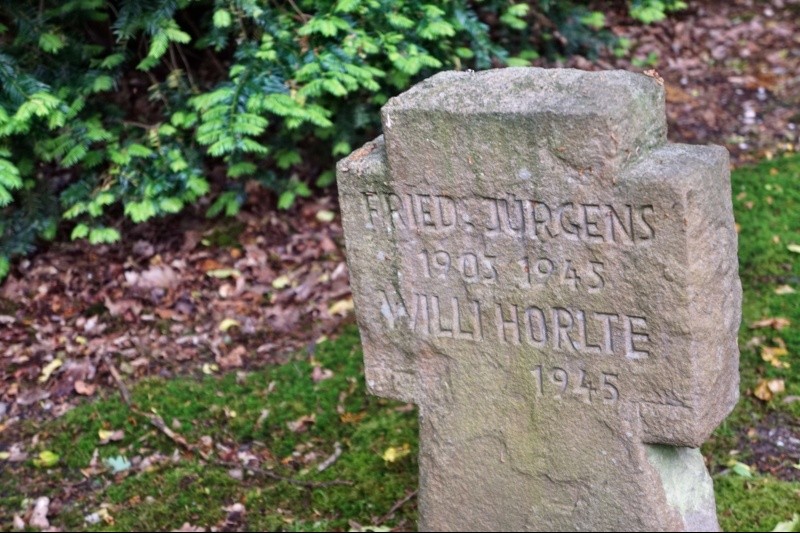 FRIED. JÜRGENS
1903 1945
WILLI HORLTE
1945